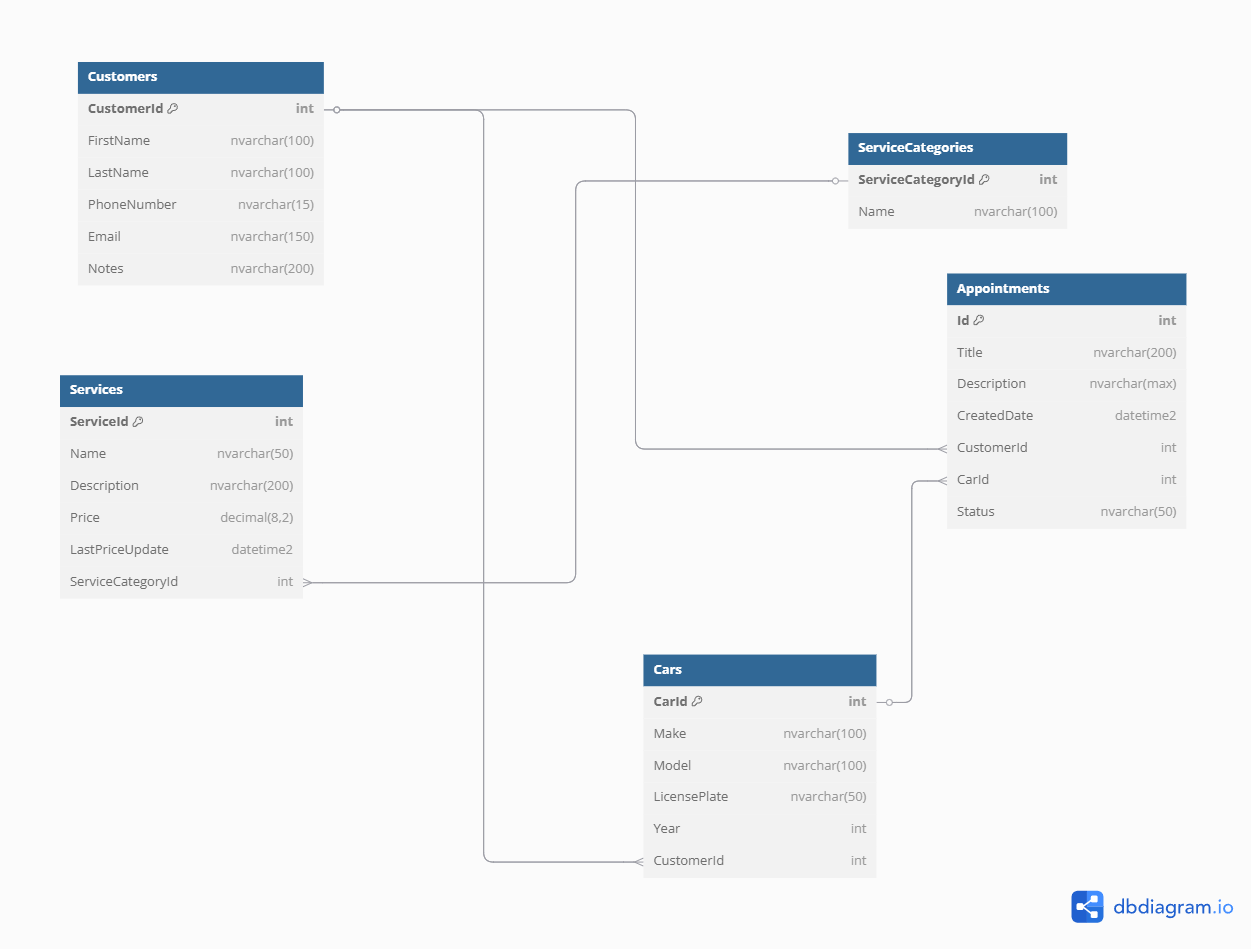 Customers
CustomerId int
FirstName nvarchar(100)
LastName nvarchar(100)
PhoneNumber nvarchar(15)
Email nvarchar(150)
Notes nvarchar(200)
ServiceCategories
ServiceCategoryId int
Name nvarchar(100)
Appointments
Id int
Title nvarchar(200)
Description nvarchar(max)
CreatedDate datetime2
CustomerId int
CarId int
Status nvarchar(50)
Services
ServiceId int
Name nvarchar(50)
Description nvarchar(200)
Price decimal(8,2)
LastPriceUpdate datetime2
ServiceCategoryId int
Cars
CarId int
Make nvarchar(100)
Model nvarchar(100)
LicensePlate nvarchar(50)
Year int
CustomerId int
dbdiagram.io